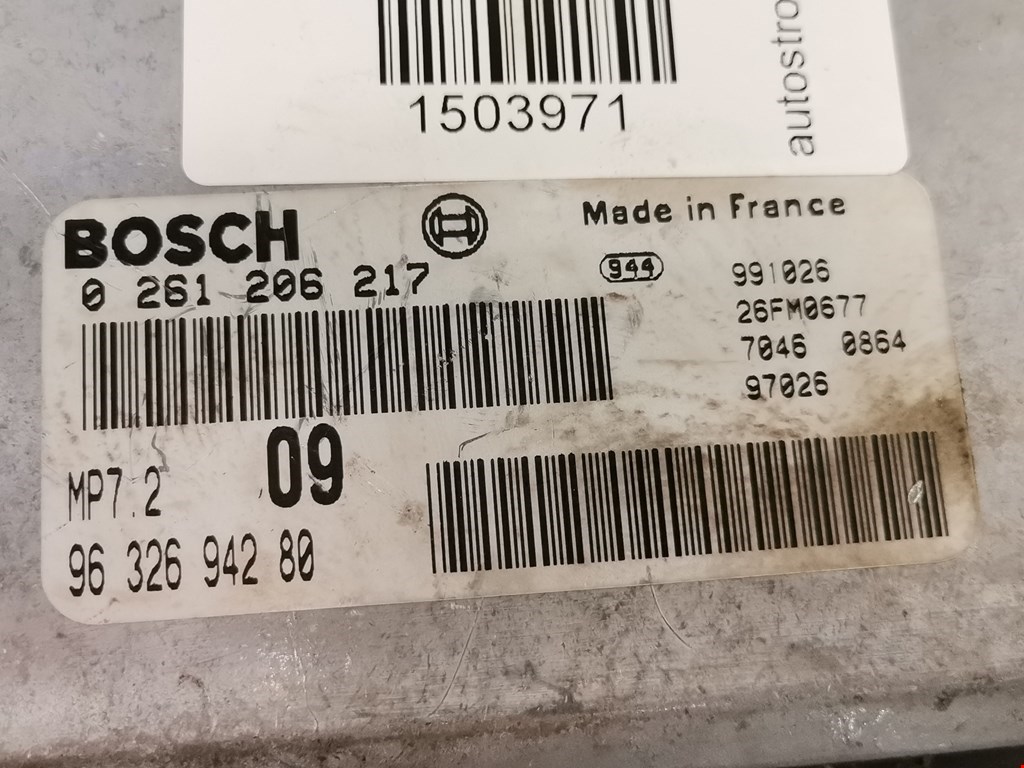 1503971
autostro
BOSCH
0 261 206 217
Made in France
944
991026
26FM0677
7046 0864
97026
MP7.2
09
96 326 942 80